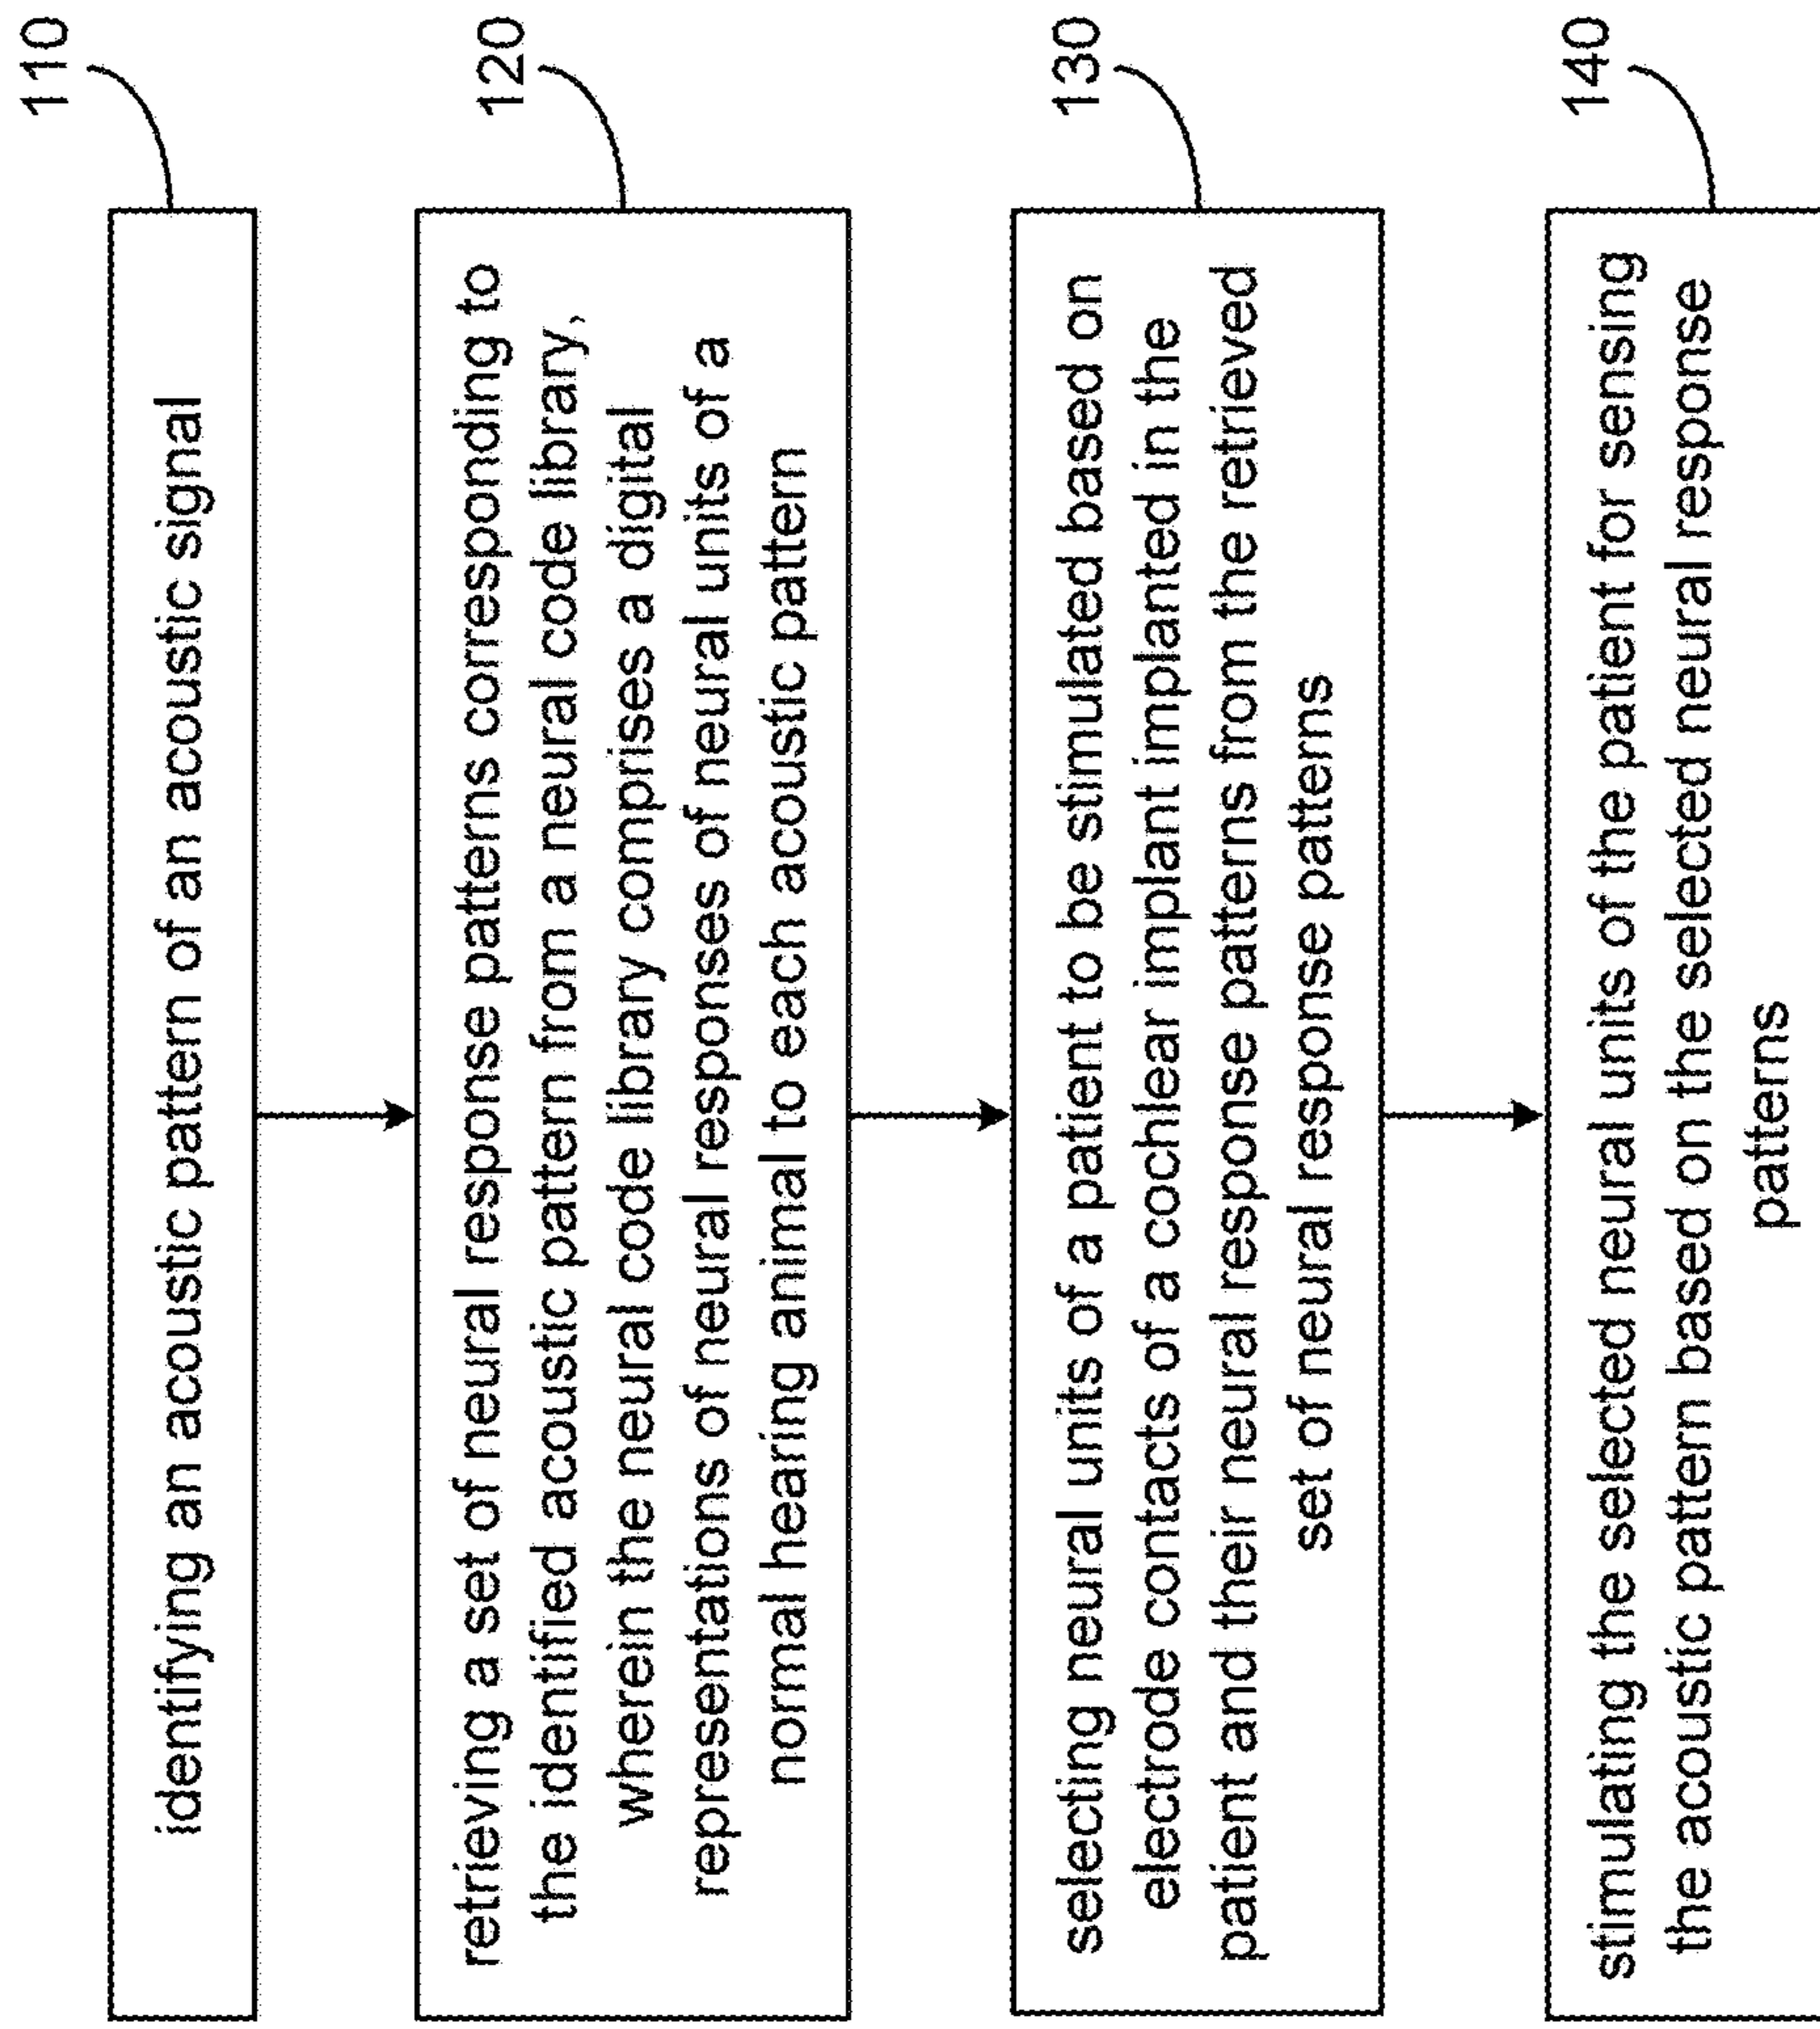 110
identifying an acoustic pattern of an acoustic signal
120
retrieving a set of neural response patterns corresponding to
the identified acoustic pattern from a neural code library,
wherein the neural code library comprises a digital
representations of neural responses of neural units of a
normal hearing animal to each acoustic pattern
130
selecting neural units of a patient to be stimulated based on
electrode contacts of a cochlear implant implanted in the
patient and their neural response patterns from the retrieved
set of neural response patterns
140
stimulating the selected neural units of the patient for sensing
the acoustic pattern based on the selected neural response
patterns